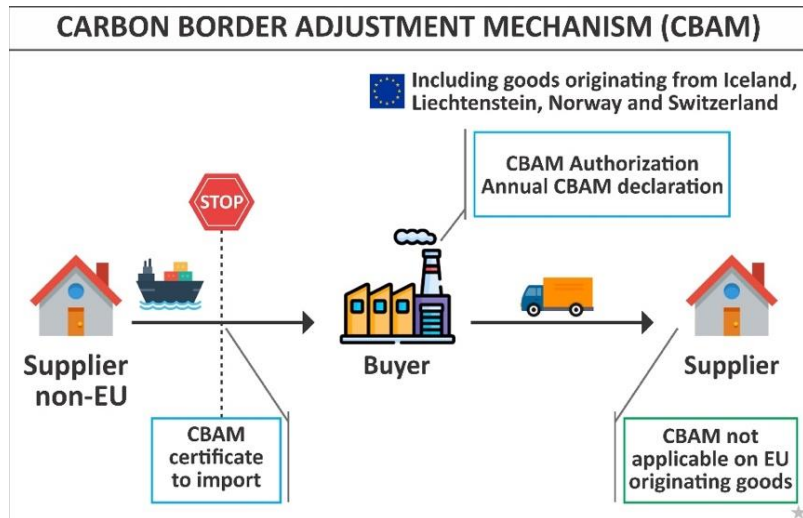 CARBON BORDER ADJUSTMENT MECHANISM (CBAM)
Including goods originating from Iceland,
Liechtenstein, Norway and Switzerland
CBAM Authorization
Annual CBAM declaration
STOP
Supplier
non-EU
Buyer
Supplier
CBAM
certificate
to import
CBAM not
applicable on EU
originating goods